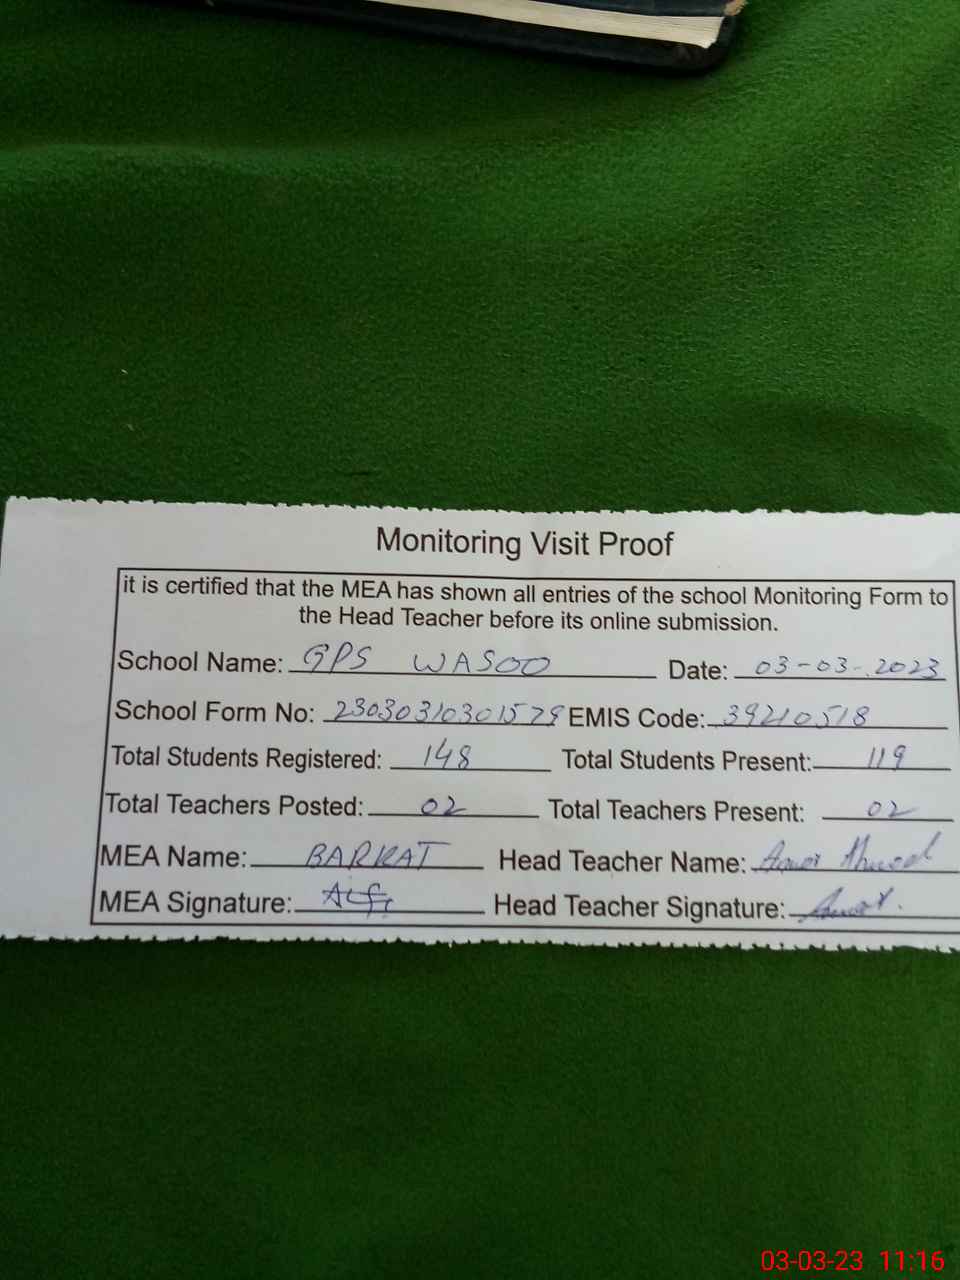 Monitoring Visit Proof
it is certified that the MEA has shown all entries of the school Monitoring Form to
the Head Teacher before its online submission.
School Name: GPS WASOO Date: 03-03-2023
School Form No: 23030310301579 EMIS Code: 39210518
Total Students Registered: 148 Total Students Present: 119
Total Teachers Posted: 02 Total Teachers Present: 02
MEA Name: BARKAT Head Teacher Name:
MEA Signature: Head Teacher Signature:
03-03-23 11:16